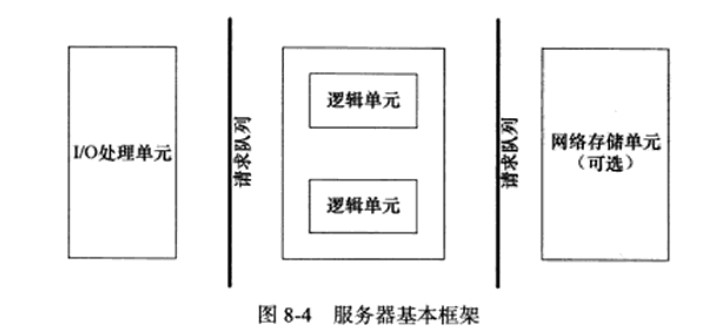 I/O处理单元
请求队列
逻辑单元
逻辑单元
请求队列
网络存储单元
（可选）
图 8-4 服务器基本框架